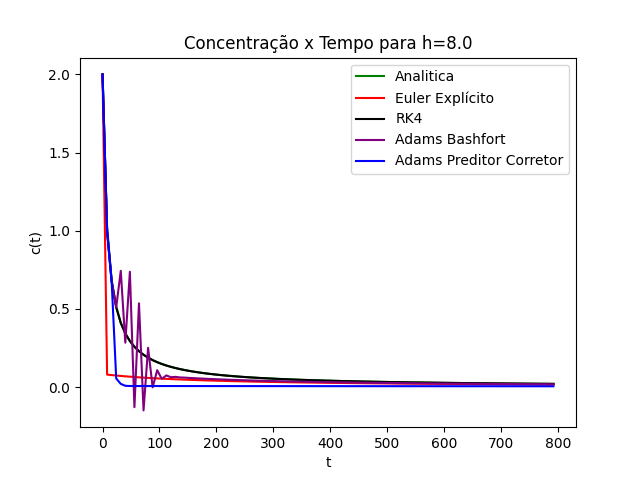 Concentração x Tempo para h=8.0
Analitica
Euler Explícito
RK4
Adams Bashfort
Adams Preditor Corretor
2.0
1.5
1.0
0.5
0.0
c(t)
0 100 200 300 400 500 600 700 800
t